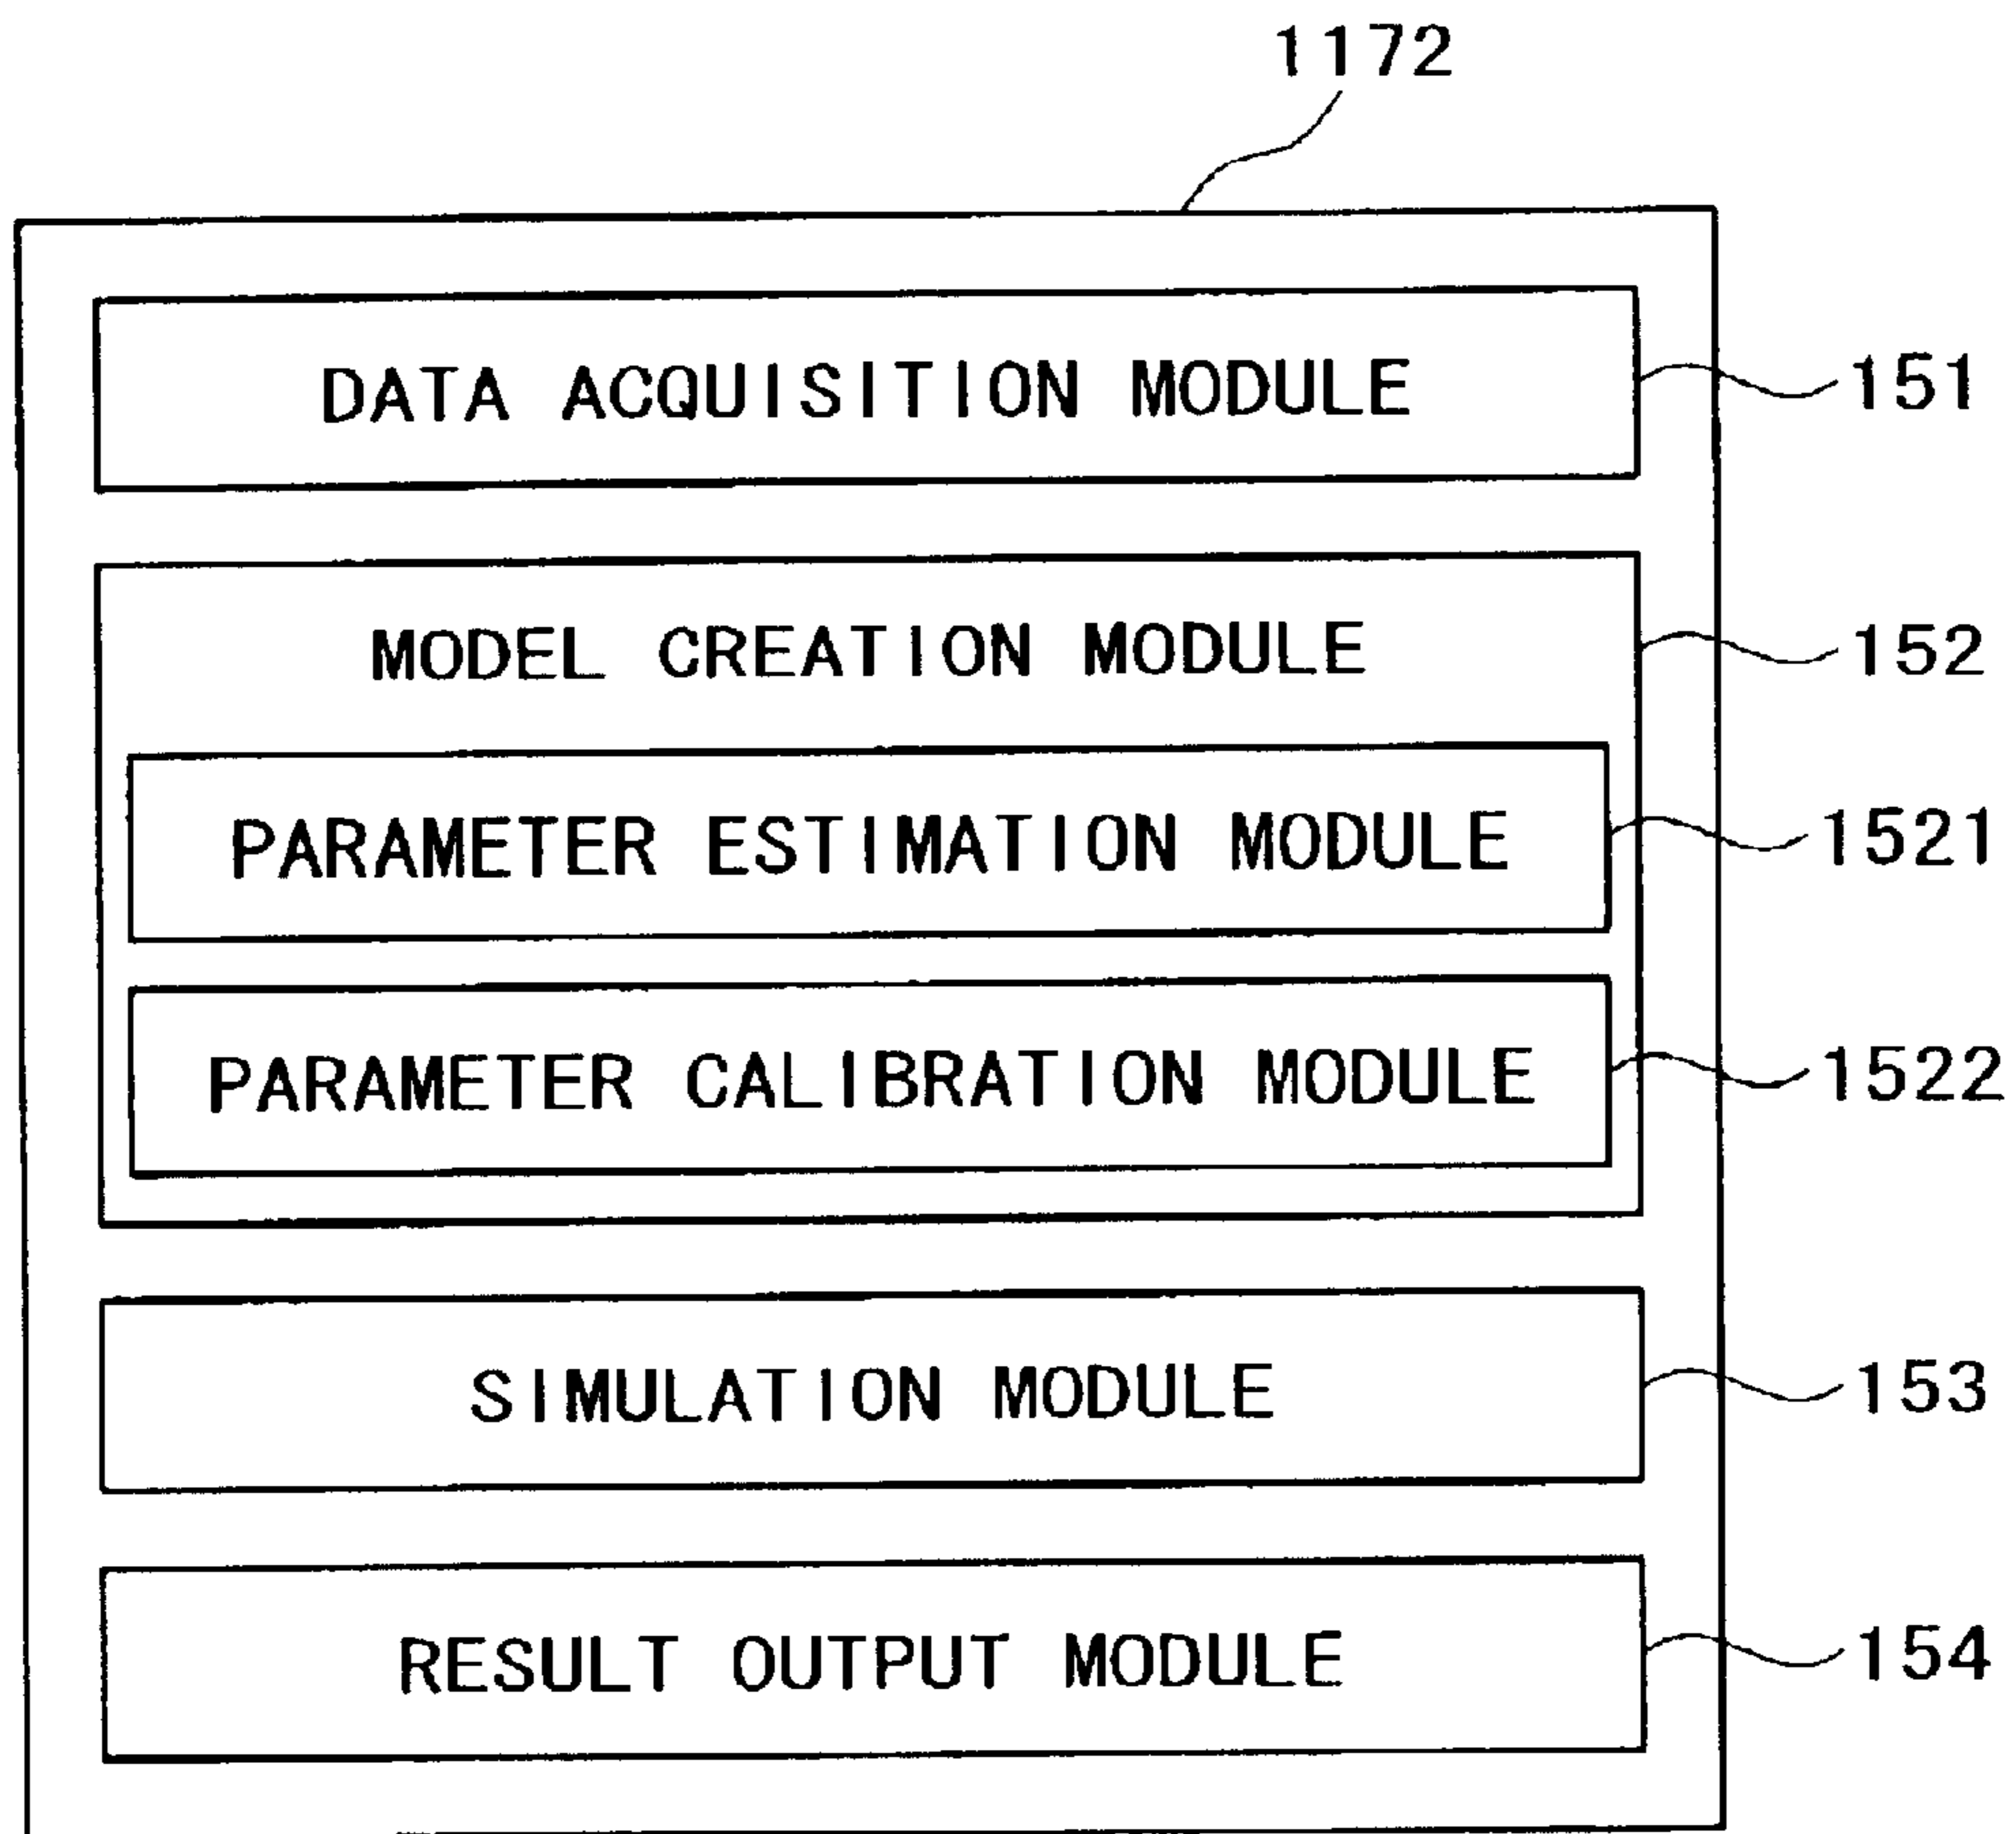 1172
DATA ACQUISITION MODULE
151
MODEL CREATION MODULE
152
PARAMETER ESTIMATION MODULE
1521
PARAMETER CALIBRATION MODULE
1522
SIMULATION MODULE
153
RESULT OUTPUT MODULE
154